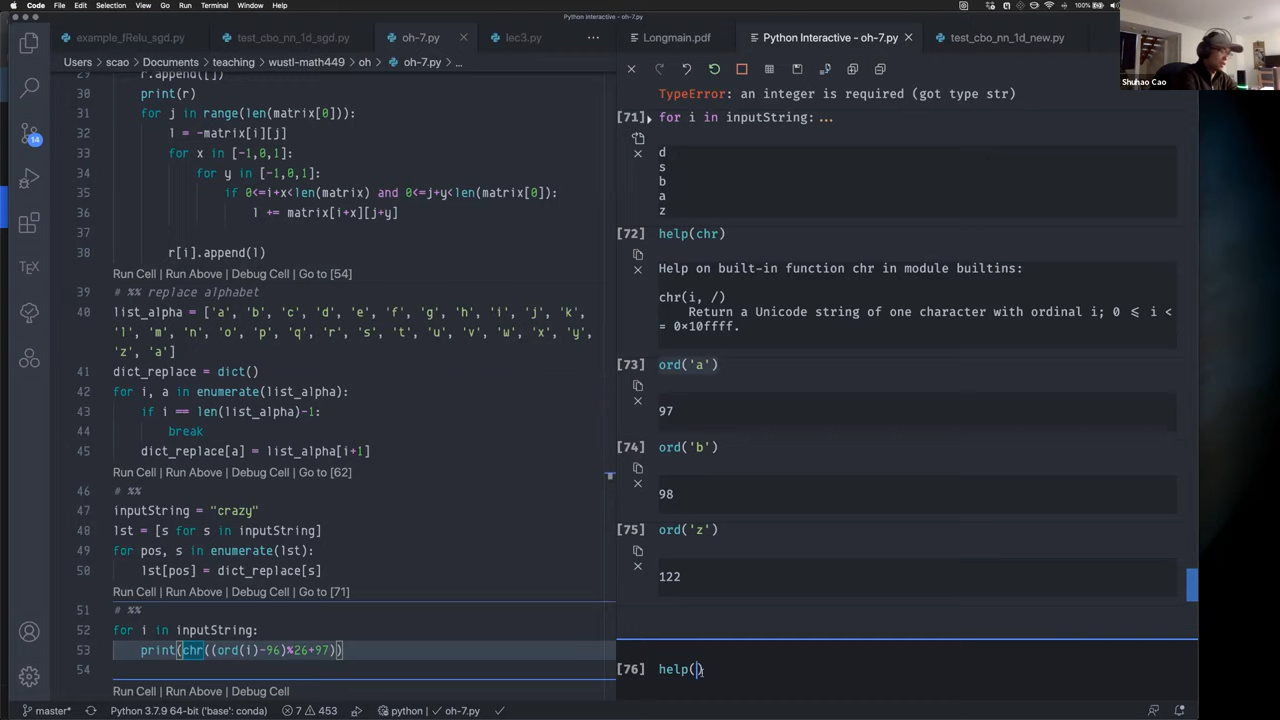 Code File Edit Selection View Go Run Terminal Window Help
100%
Python Interactive — oh-7.py
example_fRelu_sgd.py test_cbo_nn_1d_sgd.py oh-7.py lec3.py
Longmain.pdf Python Interactive - oh-7.py test_cbo_nn_1d_new.py
Shuhao Cao
Users > scao > Documents > teaching > wustl-math449 > oh > oh-7.py > ...
29 r.append([])
30 print(r)
31 for j in range(len(matrix[0])):
32 l = -matrix[i][j]
33 for x in [-1,0,1]:
34 for y in [-1,0,1]:
35 if 0<=i+x<len(matrix) and 0<=j+y<len(matrix[0]):
36 l += matrix[i+x][j+y]
37
38 r[i].append(l)
Run Cell | Run Above | Debug Cell | Go to [54]
39 # %% replace alphabet
40 list_alpha = ['a', 'b', 'c', 'd', 'e', 'f', 'g', 'h', 'i', 'j', 'k',
'l', 'm', 'n', 'o', 'p', 'q', 'r', 's', 't', 'u', 'v', 'w', 'x', 'y',
'z', 'a']
41 dict_replace = dict()
42 for i, a in enumerate(list_alpha):
43 if i == len(list_alpha)-1:
44 break
45 dict_replace[a] = list_alpha[i+1]
Run Cell | Run Above | Debug Cell | Go to [62]
46 # %%
47 inputString = "crazy"
48 lst = [s for s in inputString]
49 for pos, s in enumerate(lst):
50 lst[pos] = dict_replace[s]
Run Cell | Run Above | Debug Cell | Go to [71]
51 # %%
52 for i in inputString:
53 print(chr((ord(i)-96)%26+97))
54
Run Cell | Run Above | Debug Cell
TypeError: an integer is required (got type str)
[71] for i in inputString:...
d
s
b
a
z
[72] help(chr)
Help on built-in function chr in module builtins:
chr(i, /)
Return a Unicode string of one character with ordinal i; 0 <= i <
= 0x10ffff.
[73] ord('a')
97
[74] ord('b')
98
[75] ord('z')
122
[76] help()
14
TEX
master* Python 3.7.9 64-bit ('base': conda) 7 453 python | oh-7.py